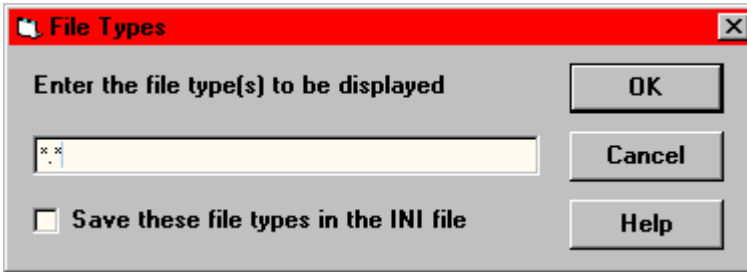 File Types
Enter the file type(s) to be displayed
OK
*.*
Cancel
Save these file types in the INI file
Help